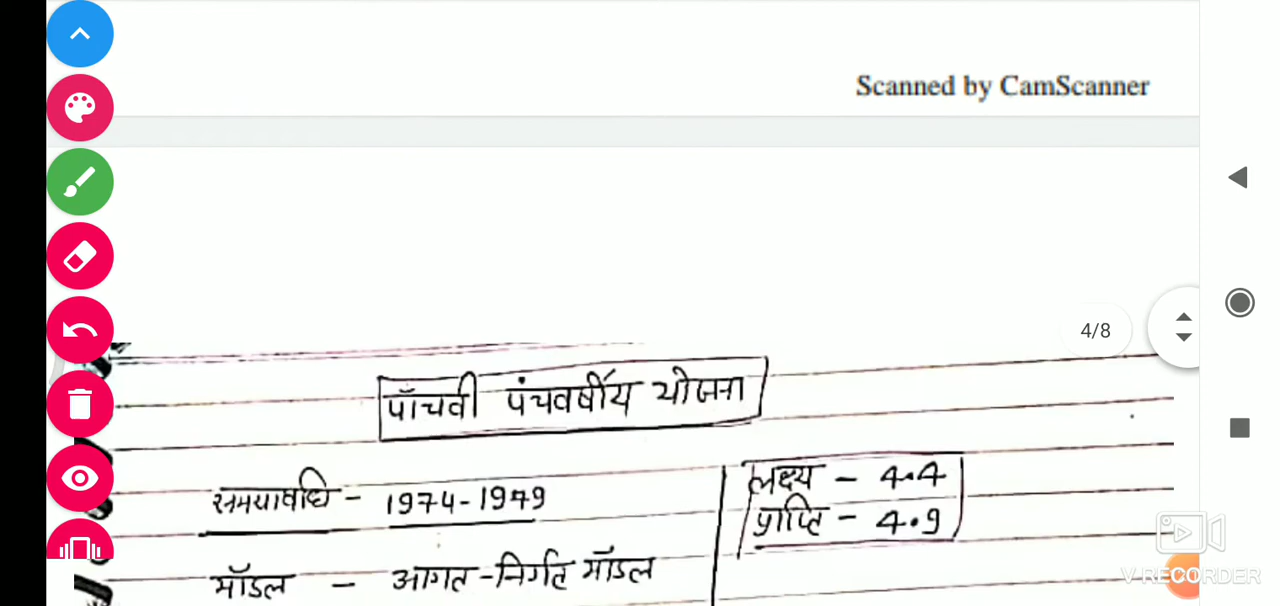 Scanned by CamScanner
4/8
पाँचवी पंचवर्षीय योजना
समयावधि - 1974-1979
लक्ष्य - 4.4
प्राप्ति - 4.9
मॉडल - आगत-निर्गत मॉडल
V RECORDER